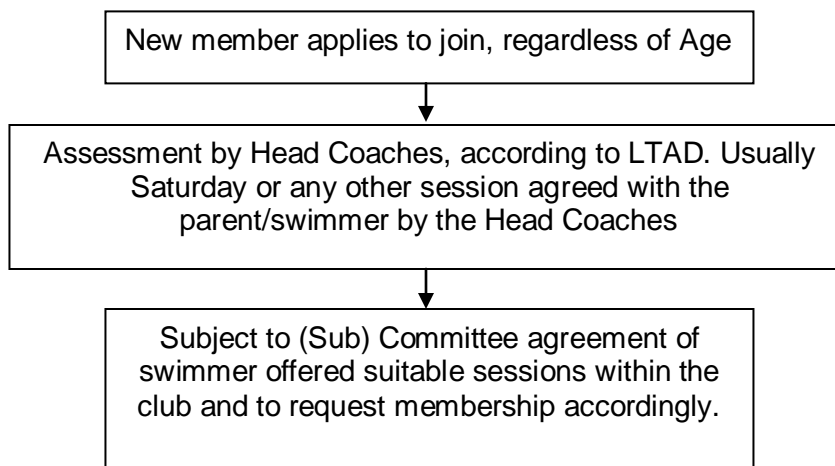 New member applies to join, regardless of Age
Assessment by Head Coaches, according to LTAD. Usually
Saturday or any other session agreed with the
parent/swimmer by the Head Coaches
Subject to (Sub) Committee agreement of
swimmer offered suitable sessions within the
club and to request membership accordingly.